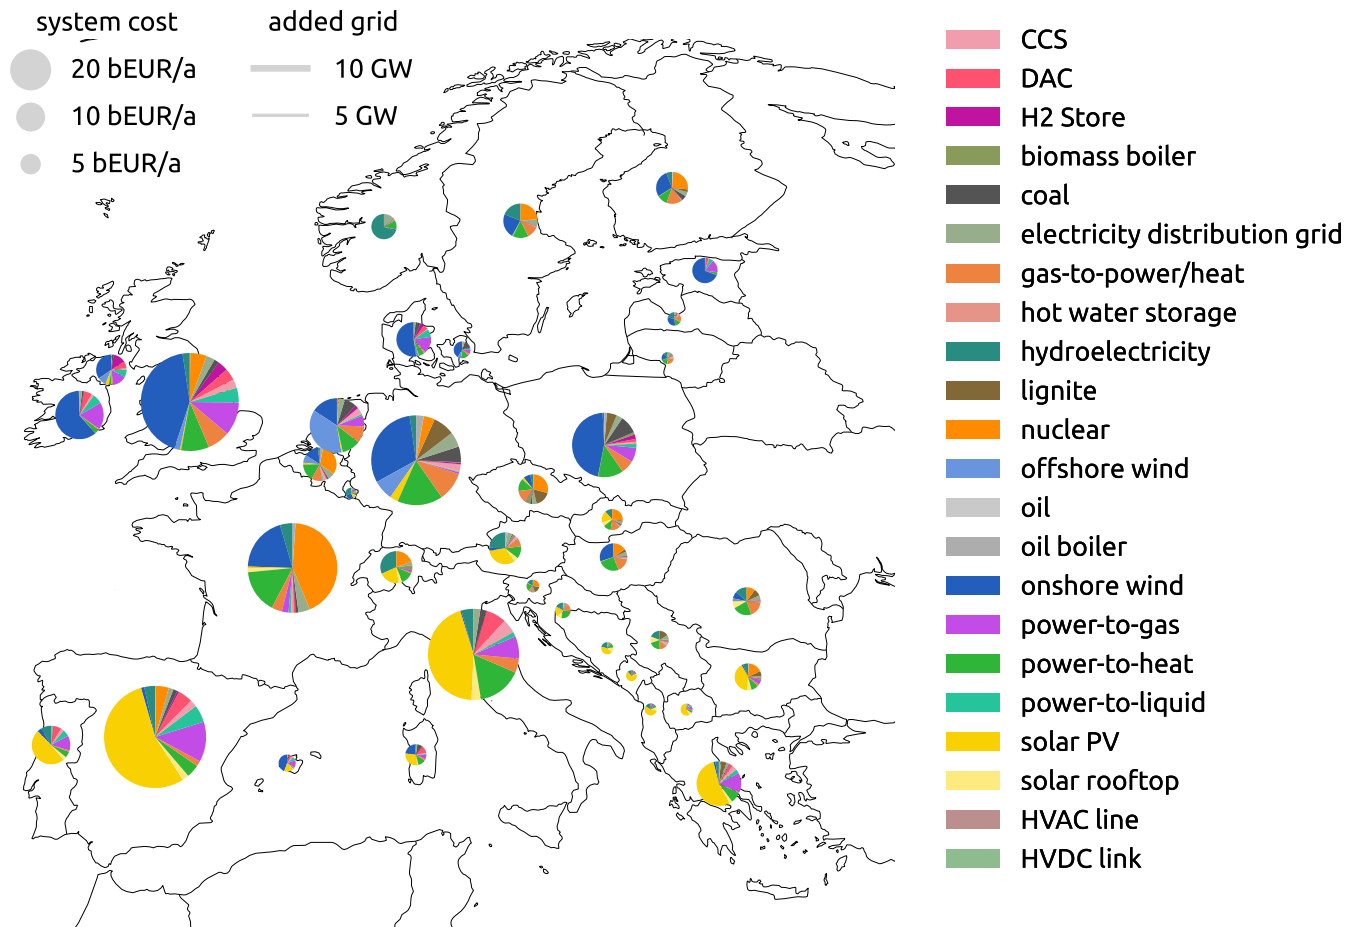 system cost
added grid
20 bEUR/a
10 GW
10 bEUR/a
5 GW
5 bEUR/a
CCS
DAC
H2 Store
biomass boiler
coal
electricity distribution grid
gas-to-power/heat
hot water storage
hydroelectricity
lignite
nuclear
offshore wind
oil
oil boiler
onshore wind
power-to-gas
power-to-heat
power-to-liquid
solar PV
solar rooftop
HVAC line
HVDC link